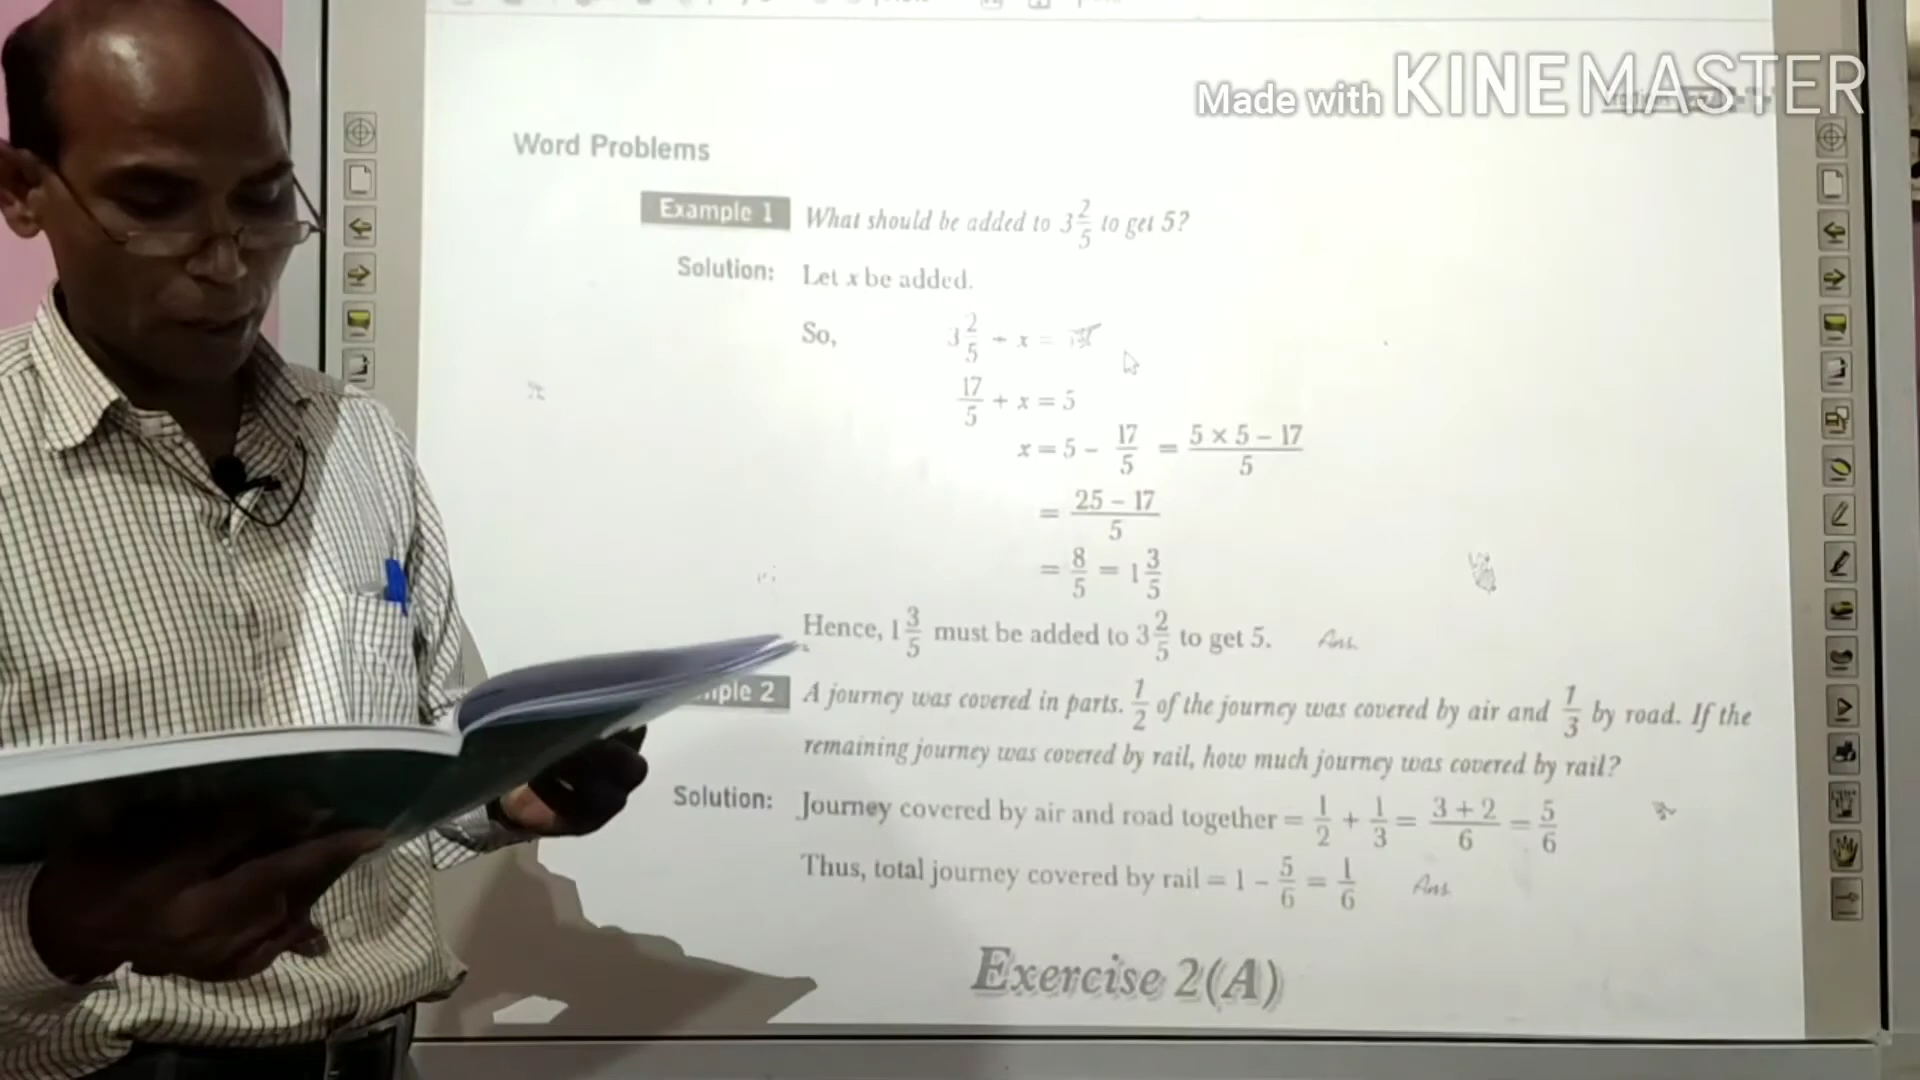 Made with KINEMASTER
Word Problems
Example 1 What should be added to 3 2/5 to get 5?
Solution: Let x be added.
So, 3 2/5 + x =
17/5 + x = 5
x = 5 - 17/5 = (5 × 5 - 17)/5
= (25 - 17)/5
= 8/5 = 1 3/5
Hence, 1 3/5 must be added to 3 2/5 to get 5. Ans.
2 A journey was covered in parts. 1/2 of the journey was covered by air and 1/3 by road. If the
remaining journey was covered by rail, how much journey was covered by rail?
Solution: Journey covered by air and road together = 1/2 + 1/3 = (3 + 2)/6 = 5/6
Thus, total journey covered by rail = 1 - 5/6 = 1/6 Ans.
Exercise 2(A)